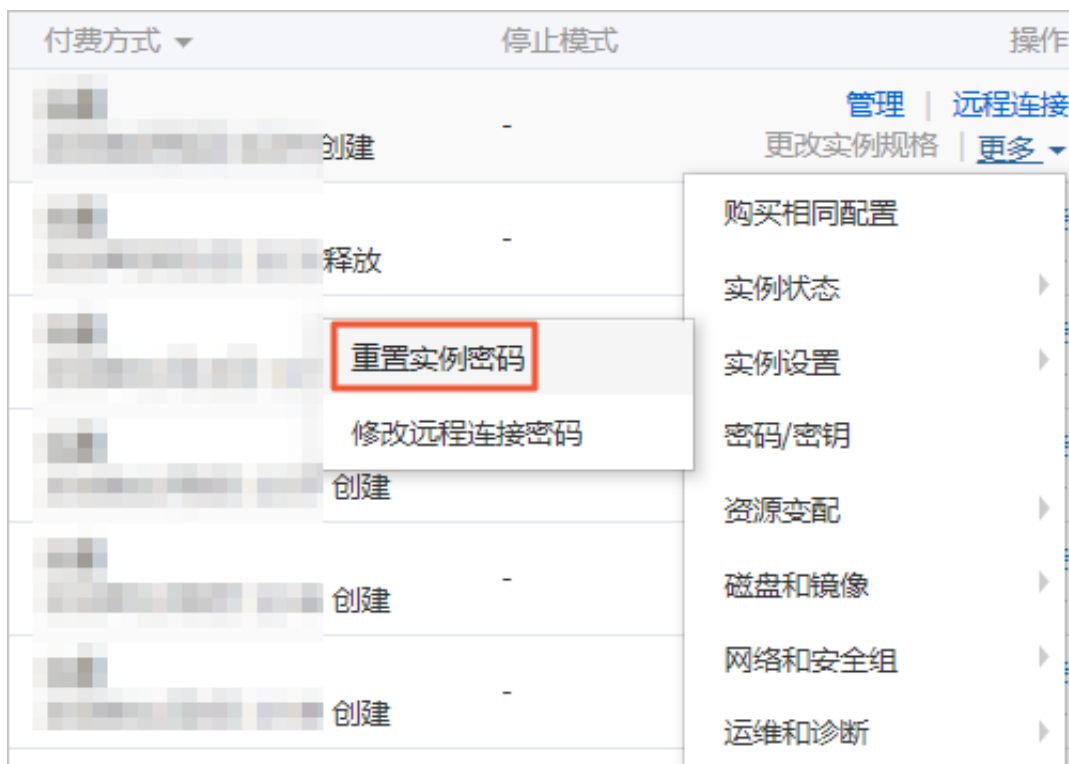 付费方式 停止模式 操作
管理 | 远程连接
创建 -
更改实例规格 | 更多
购买相同配置
-
释放
实例状态
重置实例密码
实例设置
修改远程连接密码
密码/密钥
创建
资源变配
-
磁盘和镜像
创建
网络和安全组
-
创建
运维和诊断